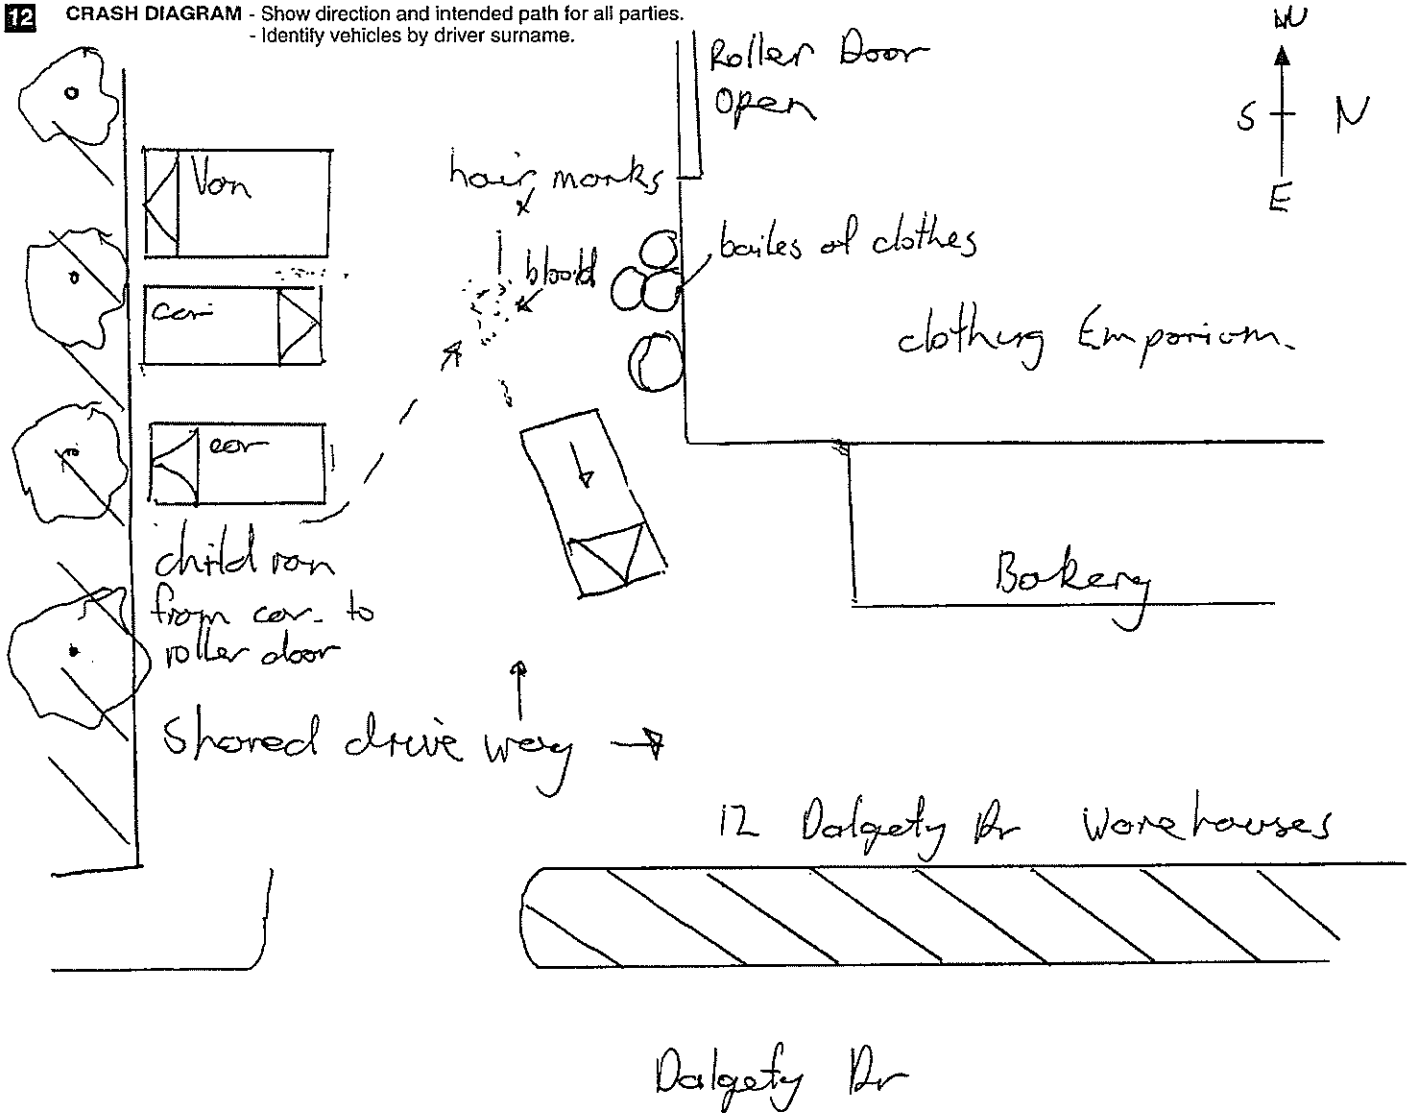 12 CRASH DIAGRAM - Show direction and intended path for all parties.
- Identify vehicles by driver surname.
W
S N
E
Roller Door
Open
Van
hair marks
x
bailes of clothes
blood
car
clothing Emporium.
car
child ran
from car to
roller door
Bakery
Shared drive way
12 Dalgety Dr Warehouses
Dalgety Dr